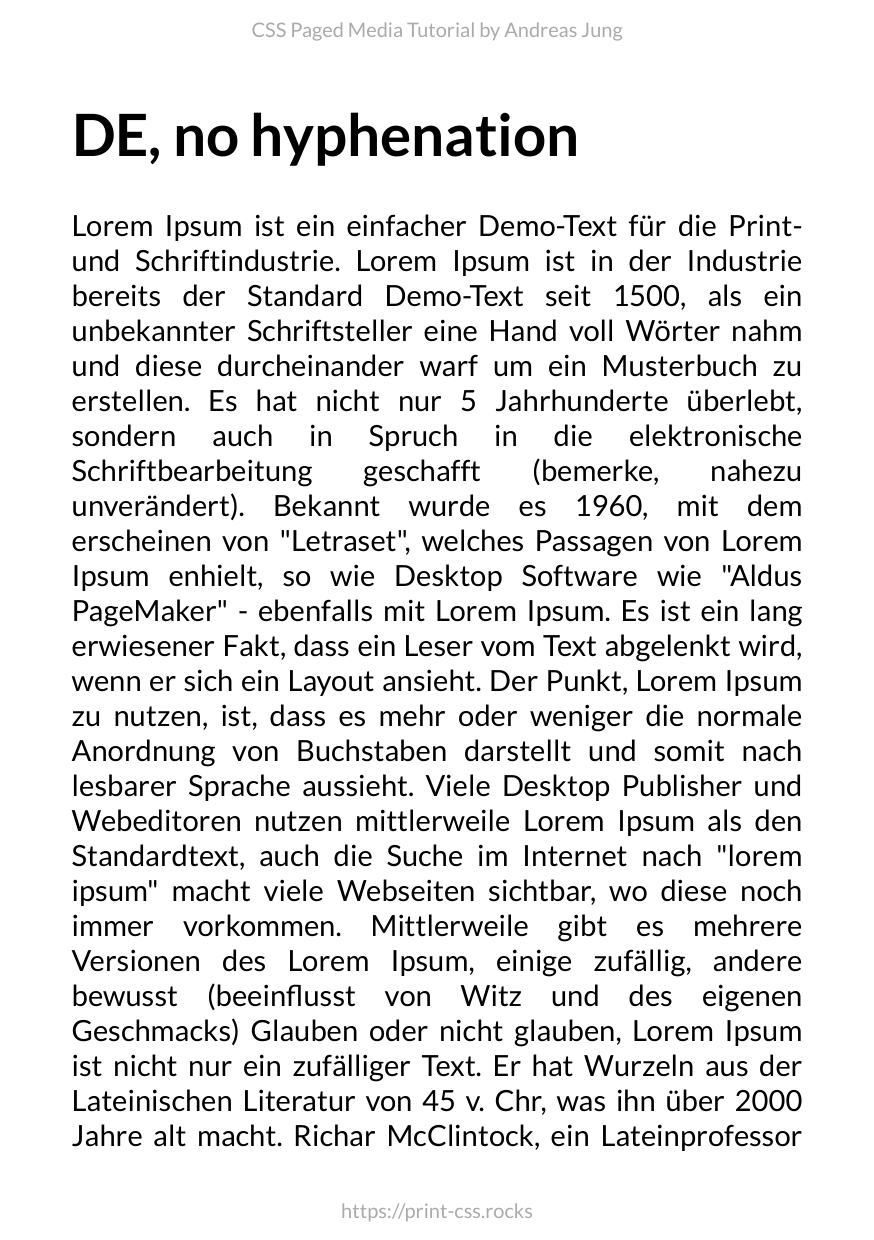 CSS Paged Media Tutorial by Andreas Jung
DE, no hyphenation
Lorem Ipsum ist ein einfacher Demo-Text für die Print-
und Schriftindustrie. Lorem Ipsum ist in der Industrie
bereits der Standard Demo-Text seit 1500, als ein
unbekannter Schriftsteller eine Hand voll Wörter nahm
und diese durcheinander warf um ein Musterbuch zu
erstellen. Es hat nicht nur 5 Jahrhunderte überlebt,
sondern auch in Spruch in die elektronische
Schriftbearbeitung geschafft (bemerke, nahezu
unverändert). Bekannt wurde es 1960, mit dem
erscheinen von "Letraset", welches Passagen von Lorem
Ipsum enhielt, so wie Desktop Software wie "Aldus
PageMaker" - ebenfalls mit Lorem Ipsum. Es ist ein lang
erwiesener Fakt, dass ein Leser vom Text abgelenkt wird,
wenn er sich ein Layout ansieht. Der Punkt, Lorem Ipsum
zu nutzen, ist, dass es mehr oder weniger die normale
Anordnung von Buchstaben darstellt und somit nach
lesbarer Sprache aussieht. Viele Desktop Publisher und
Webeditoren nutzen mittlerweile Lorem Ipsum als den
Standardtext, auch die Suche im Internet nach "lorem
ipsum" macht viele Webseiten sichtbar, wo diese noch
immer vorkommen. Mittlerweile gibt es mehrere
Versionen des Lorem Ipsum, einige zufällig, andere
bewusst (beeinflusst von Witz und des eigenen
Geschmacks) Glauben oder nicht glauben, Lorem Ipsum
ist nicht nur ein zufälliger Text. Er hat Wurzeln aus der
Lateinischen Literatur von 45 v. Chr, was ihn über 2000
Jahre alt macht. Richar McClintock, ein Lateinprofessor
https://print-css.rocks